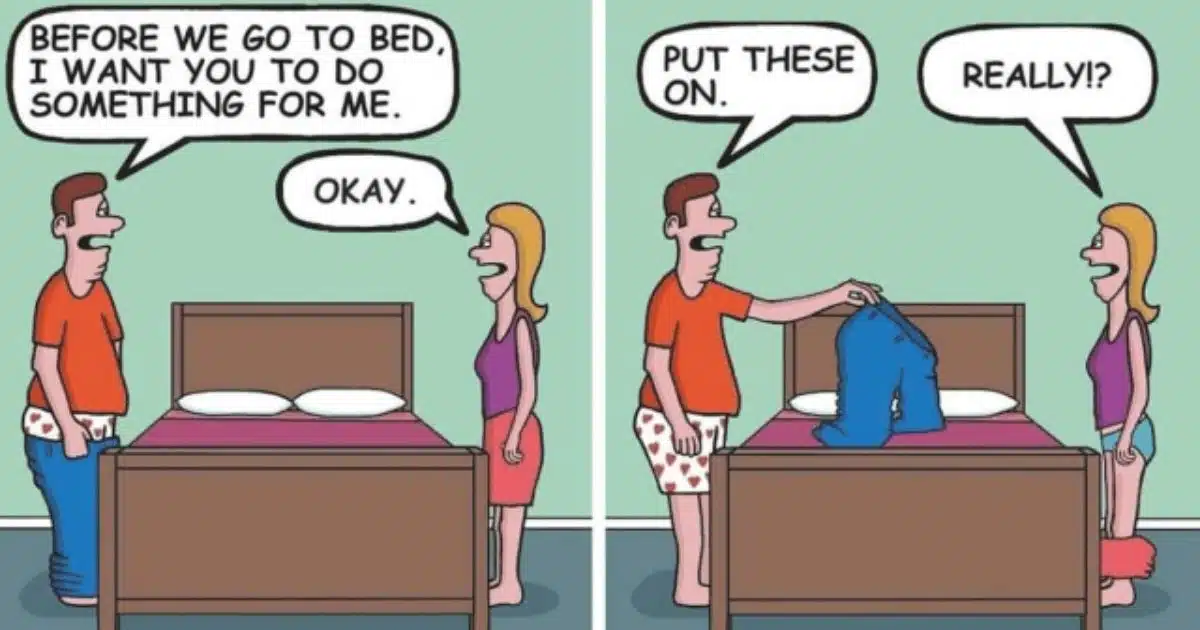 BEFORE WE GO TO BED,
I WANT YOU TO DO
SOMETHING FOR ME.
OKAY.
PUT THESE
ON.
REALLY!?